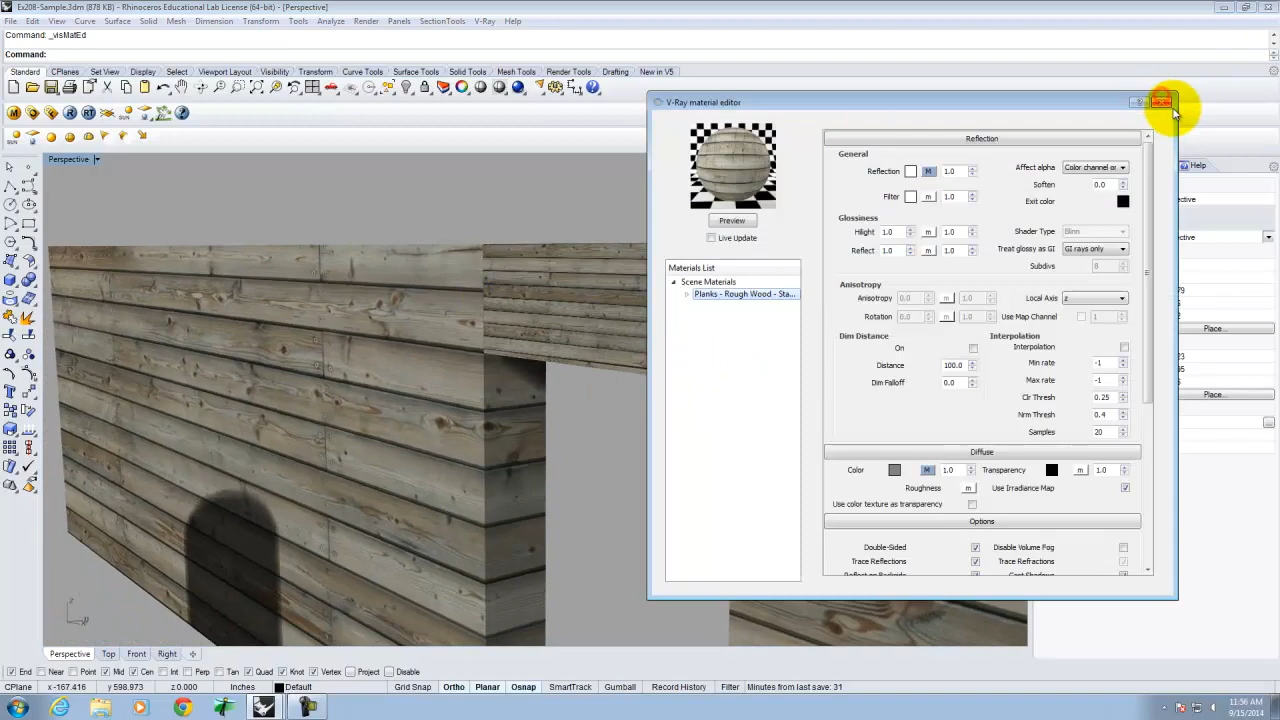 Ex208-Sample.3dm (878 KB) - Rhinoceros Educational Lab License (64-bit) - [Perspective]
File Edit View Curve Surface Solid Mesh Dimension Transform Tools Analyze Render Panels SectionTools V-Ray Help
Command: _visMatEd
Command:
Standard CPlanes Set View Display Select Viewport Layout Visibility Transform Curve Tools Surface Tools Solid Tools Mesh Tools Render Tools Drafting New in V5
M R RT SUN
SUN
Perspective
V-Ray material editor
Help
Reflection
General
Reflection M 1.0 Affect alpha Color channel or
Soften 0.0
Filter m 1.0 Exit color
Glossiness
Hilight 1.0 m 1.0 Shader Type Blinn
Reflect 1.0 m 1.0 Treat glossy as GI GI rays only
Subdivs 8
Anisotropy
Anisotropy 0.0 m 1.0 Local Axis z
Rotation 0.0 m 1.0 Use Map Channel 1
Dim Distance Interpolation
On Interpolation
Distance 100.0 Min rate -1
Dim Falloff 0.0 Max rate -1
Clr Thresh 0.25
Nrm Thresh 0.4
Samples 20
Diffuse
Color M 1.0 Transparency m 1.0
Roughness m Use Irradiance Map
Use color texture as transparency
Options
Double-Sided Disable Volume Fog
Trace Reflections Trace Refractions
Preview
Live Update
Materials List
Scene Materials
Planks - Rough Wood - Sta...
Place...
Place...
z
y
Perspective Top Front Right
End Near Point Mid Cen Int Perp Tan Quad Knot Vertex Project Disable
CPlane x -167.416 y 598.973 z 0.000 Inches Default Grid Snap Ortho Planar Osnap SmartTrack Gumball Record History Filter Minutes from last save: 31
11:56 AM
9/15/2014